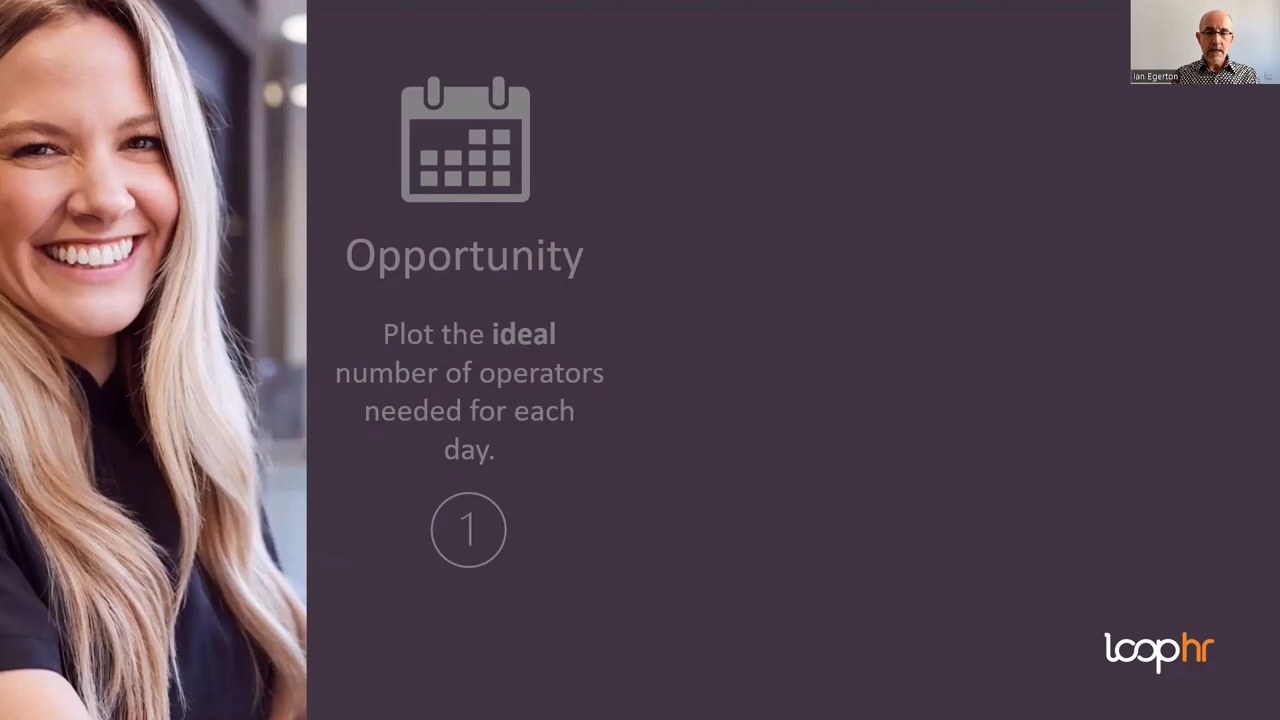 Ian Egerton
Opportunity
Plot the ideal
number of operators
needed for each
day.
1
loophr